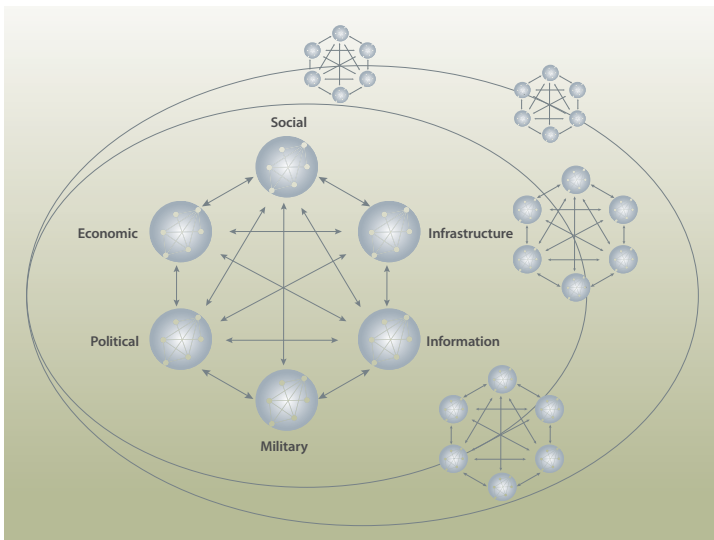 Social
Economic
Infrastructure
Political
Information
Military